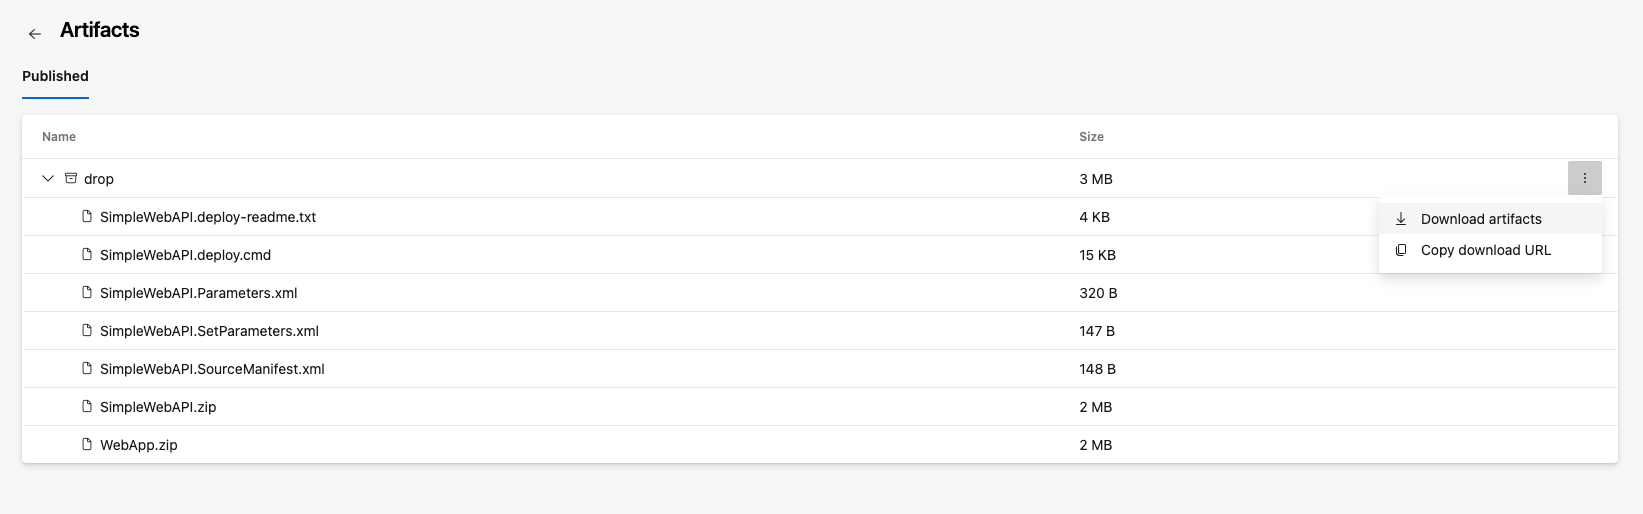 Artifacts
Published
Name Size
drop 3 MB
SimpleWebAPI.deploy-readme.txt 4 KB
Download artifacts
SimpleWebAPI.deploy.cmd 15 KB
Copy download URL
SimpleWebAPI.Parameters.xml 320 B
SimpleWebAPI.SetParameters.xml 147 B
SimpleWebAPI.SourceManifest.xml 148 B
SimpleWebAPI.zip 2 MB
WebApp.zip 2 MB